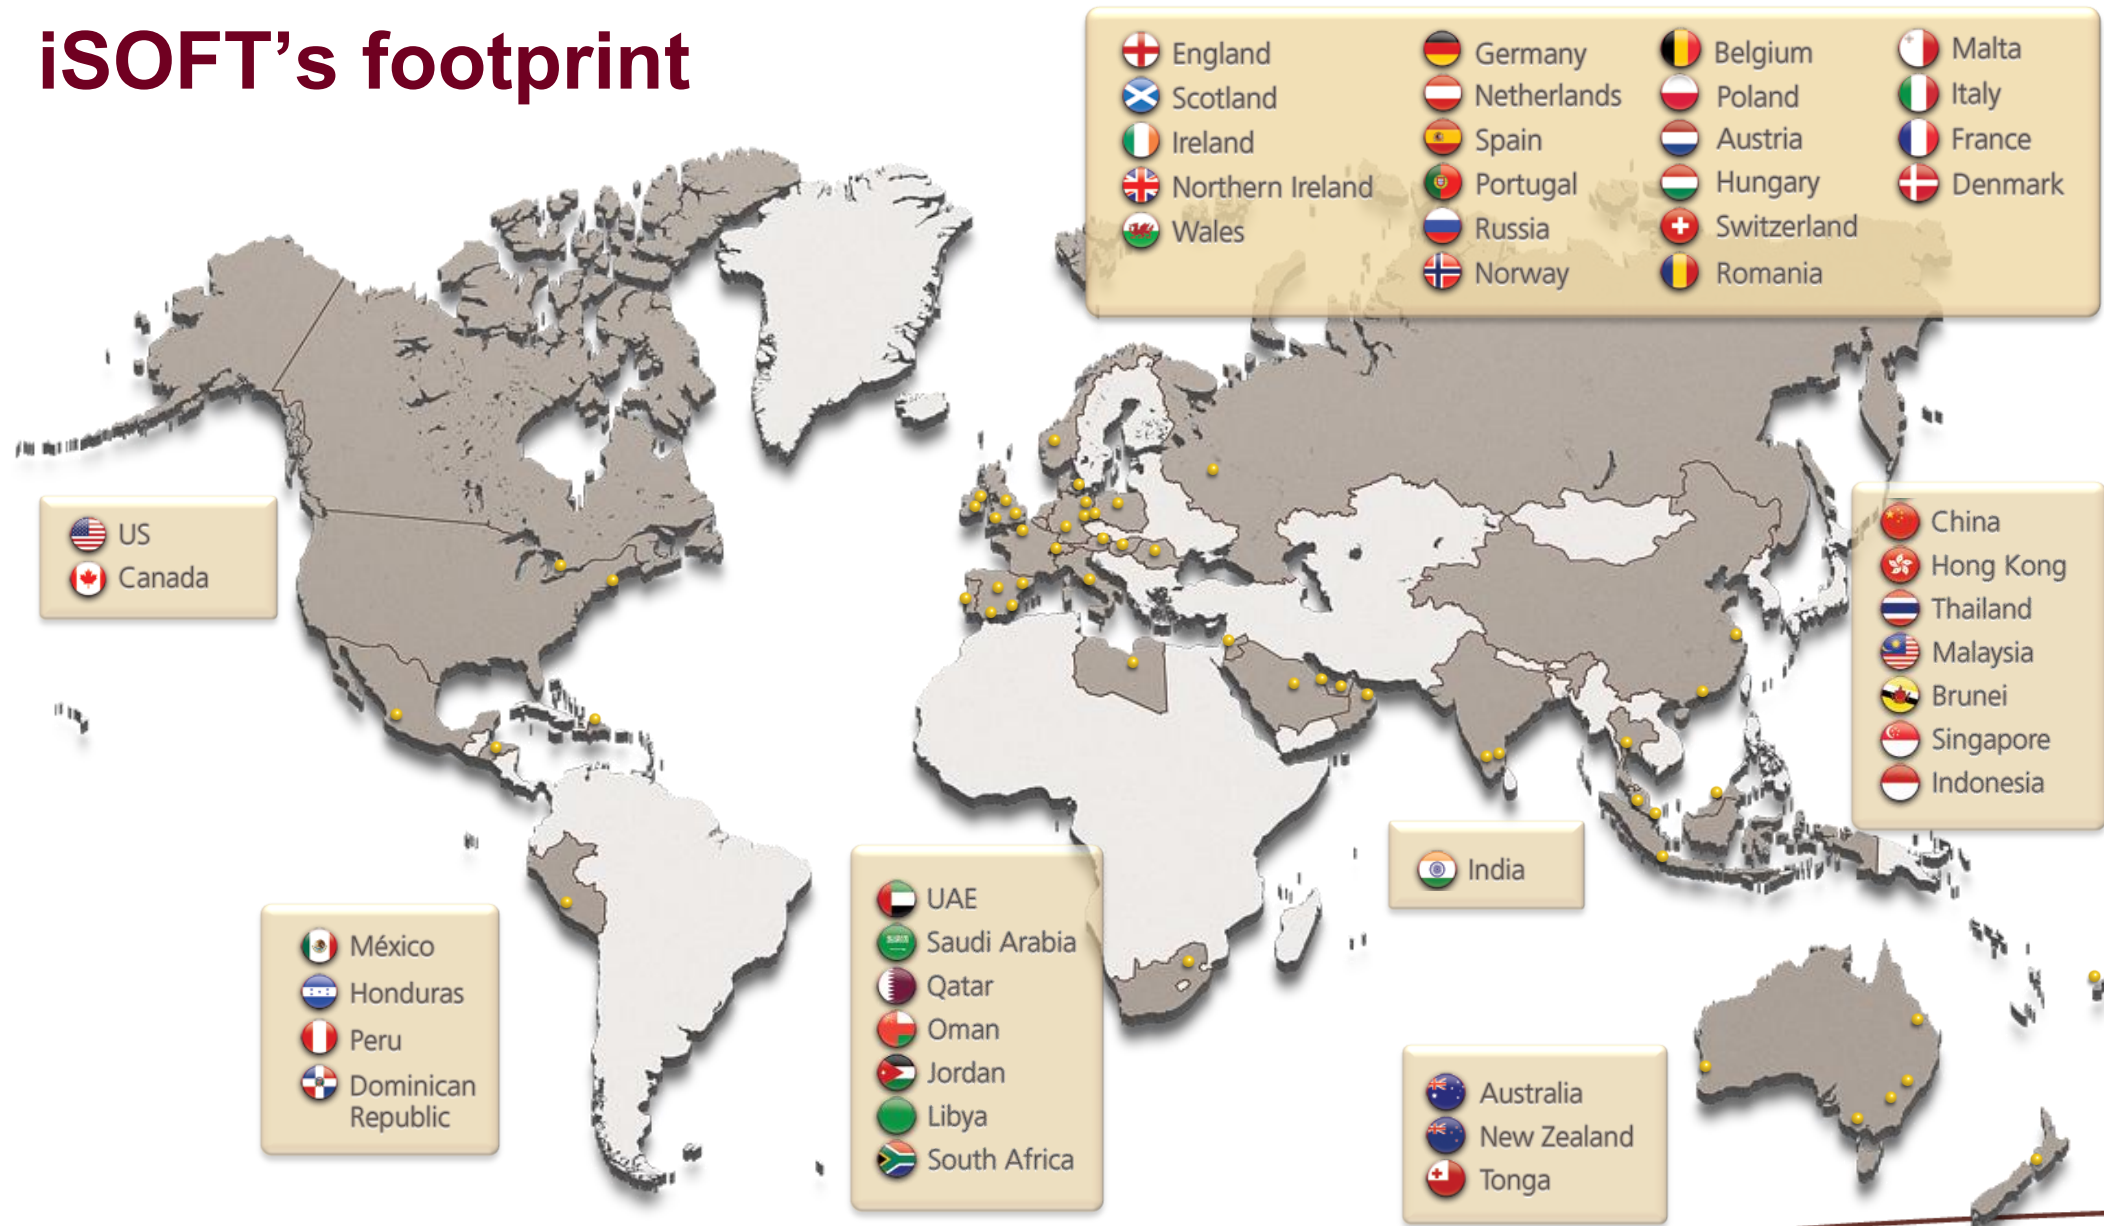 iSOFT’s footprint
England
Scotland
Ireland
Northern Ireland
Wales
Germany
Netherlands
Spain
Portugal
Russia
Norway
Belgium
Poland
Austria
Hungary
Switzerland
Romania
Malta
Italy
France
Denmark
US
Canada
China
Hong Kong
Thailand
Malaysia
Brunei
Singapore
Indonesia
India
México
Honduras
Peru
Dominican
Republic
UAE
Saudi Arabia
Qatar
Oman
Jordan
Libya
South Africa
Australia
New Zealand
Tonga